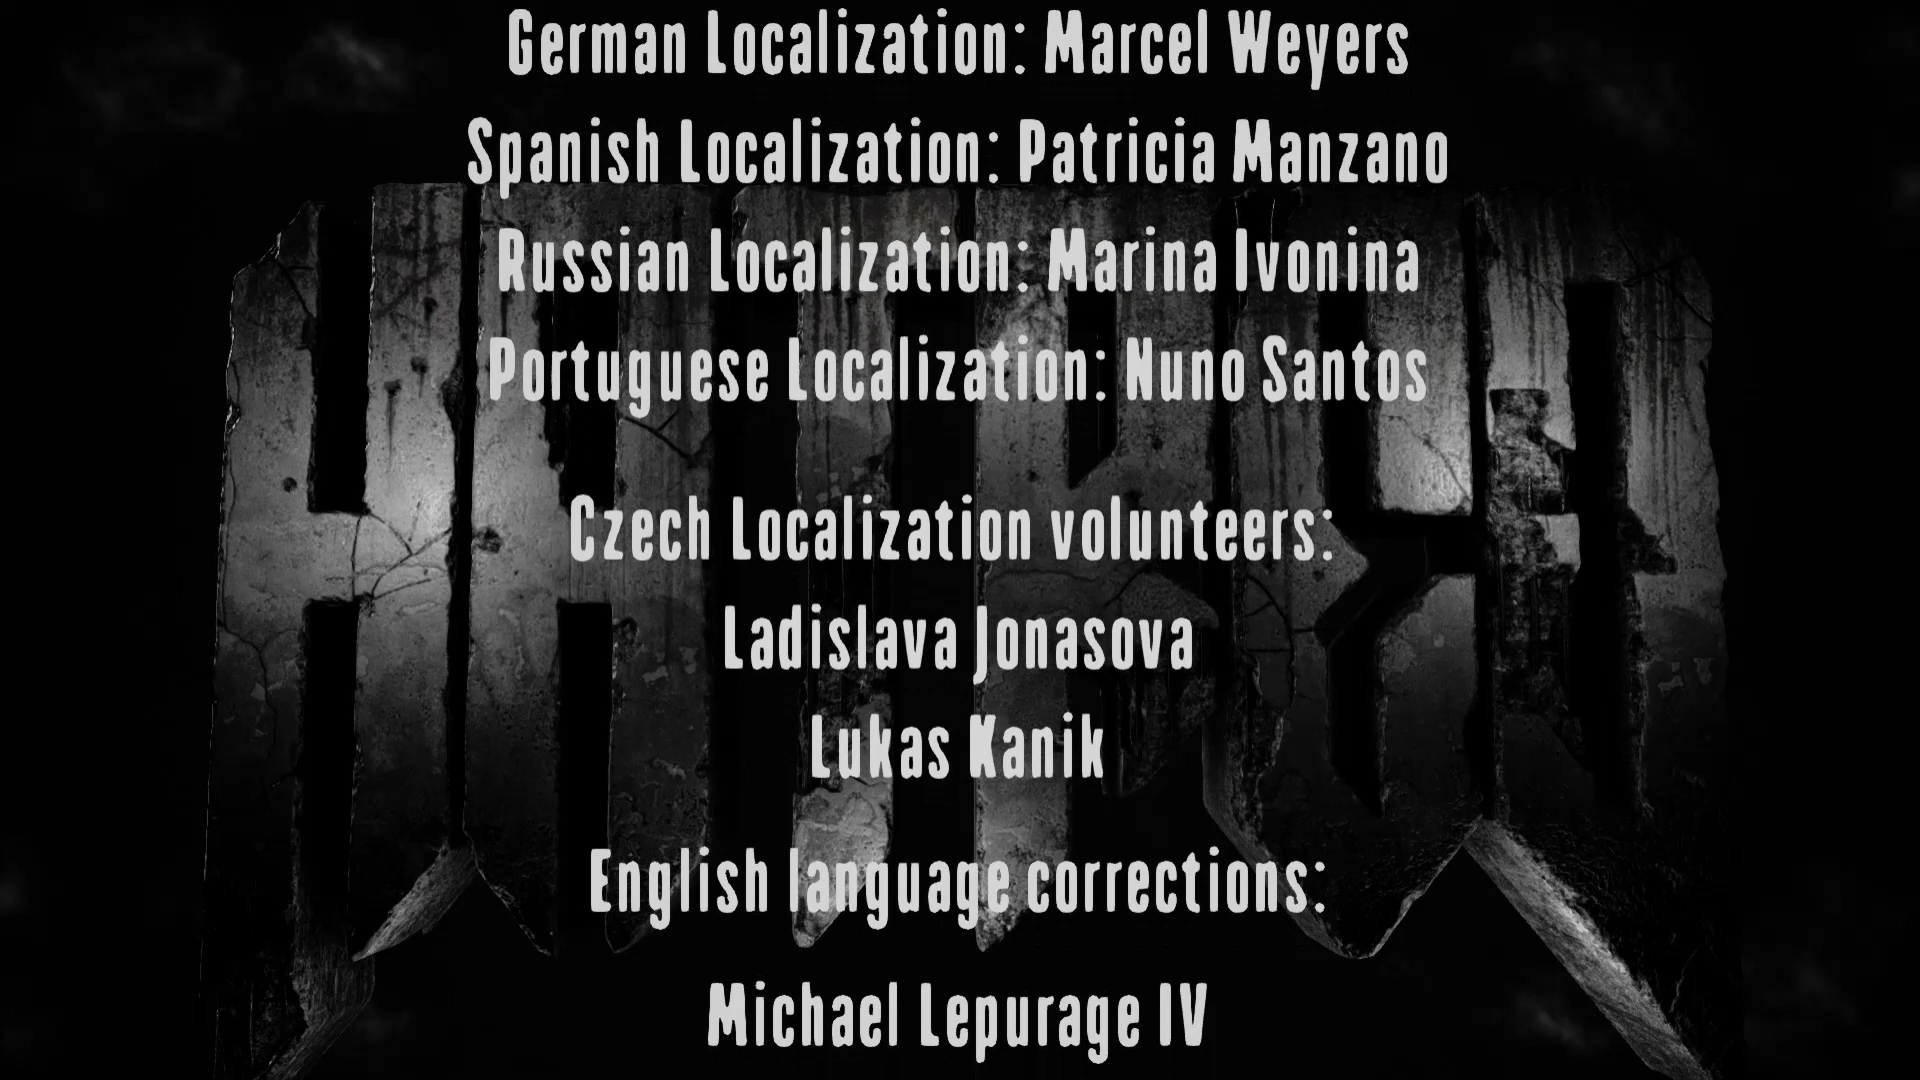 German Localization: Marcel Weyers
Spanish Localization: Patricia Manzano
Russian Localization: Marina Ivonina
Portuguese Localization: Nuno Santos
Czech Localization volunteers:
Ladislava Jonasova
Lukas Kanik
English language corrections:
Michael Lepurage IV
HATRED